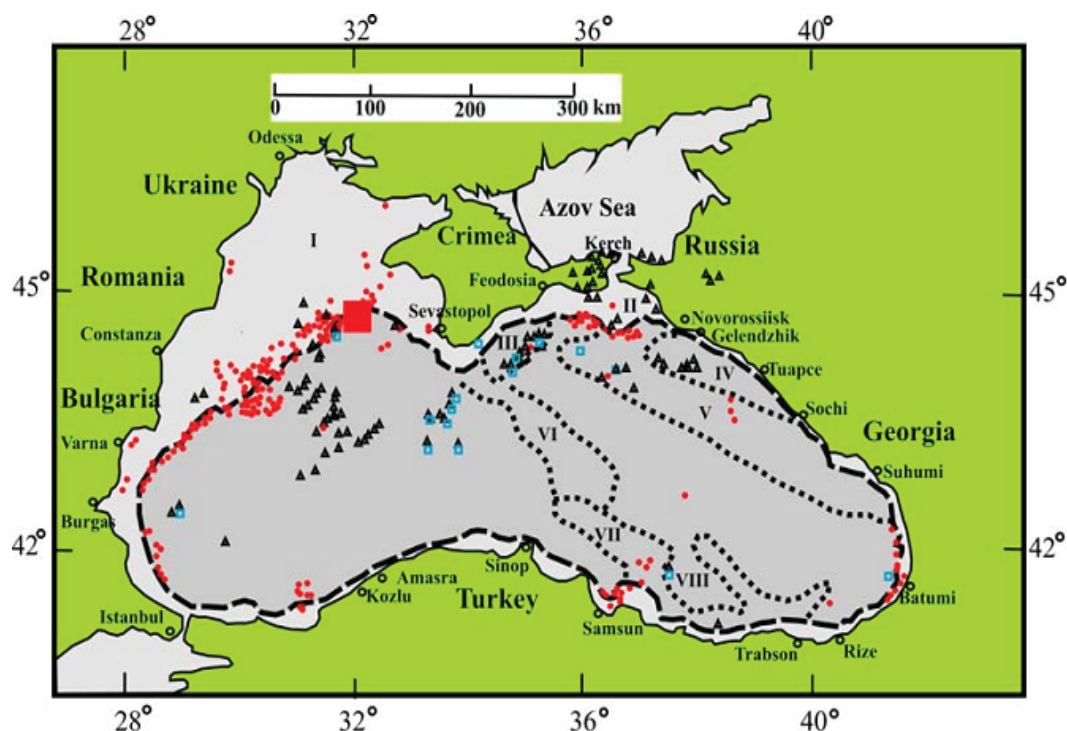 28° 32° 36° 40°
0 100 200 300 km
Odessa
Ukraine
Azov Sea
I
Crimea
Kerch
Russia
Romania
Feodosia
45° 45°
II
Sevastopol
Novorossiisk
Constanza
Gelendzhik
III
IV
Tuapce
Bulgaria
V
Sochi
Varna
VI
Georgia
Suhumi
Burgas
42° 42°
VII
Sinop
VIII
Amasra
Kozlu
Turkey
Batumi
Istanbul
Samsun
Trabson
Rize
28° 32° 36° 40°